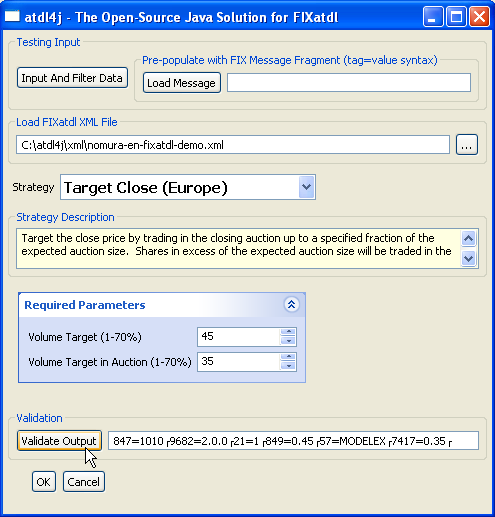 atdl4j - The Open-Source Java Solution for FIXatdl
Testing Input
Pre-populate with FIX Message Fragment (tag=value syntax)
Input And Filter Data
Load Message
Load FIXatdl XML File
C:\atdl4j\xml\nomura-en-fixatdl-demo.xml
...
Strategy
Target Close (Europe)
Strategy Description
Target the close price by trading in the closing auction up to a specified fraction of the
expected auction size. Shares in excess of the expected auction size will be traded in the
Required Parameters
Volume Target (1-70%)
45
Volume Target in Auction (1-70%)
35
Validation
Validate Output
847=1010┌9682=2.0.0┌21=1┌849=0.45┌57=MODELEX┌7417=0.35┌
OK
Cancel